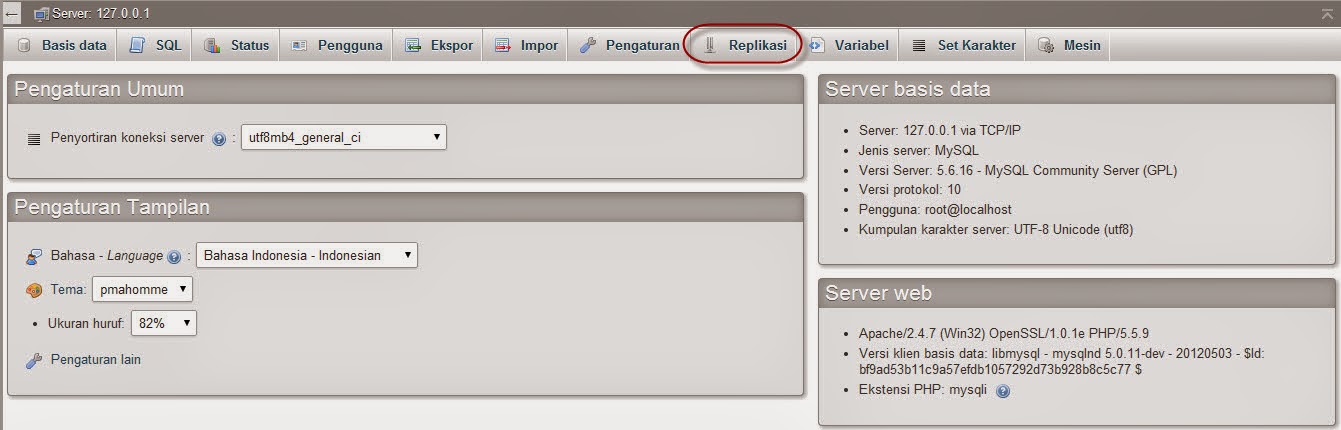 Server: 127.0.0.1
Basis data SQL Status Pengguna Ekspor Impor Pengaturan Replikasi Variabel Set Karakter Mesin
Pengaturan Umum
Penyortiran koneksi server : utf8mb4_general_ci
Pengaturan Tampilan
Bahasa - Language : Bahasa Indonesia - Indonesian
Tema: pmahomme
• Ukuran huruf: 82%
Pengaturan lain
Server basis data
• Server: 127.0.0.1 via TCP/IP
• Jenis server: MySQL
• Versi Server: 5.6.16 - MySQL Community Server (GPL)
• Versi protokol: 10
• Pengguna: root@localhost
• Kumpulan karakter server: UTF-8 Unicode (utf8)
Server web
• Apache/2.4.7 (Win32) OpenSSL/1.0.1e PHP/5.5.9
• Versi klien basis data: libmysql - mysqlnd 5.0.11-dev - 20120503 - $Id:
bf9ad53b11c9a57efdb1057292d73b928b8c5c77 $
• Ekstensi PHP: mysqli